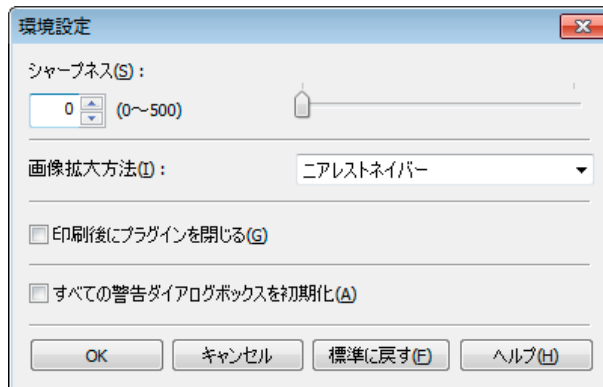 環境設定
シャープネス(S)：
0 (0～500)
画像拡大方法(I)： ニアレストネイバー
印刷後にプラグインを閉じる(G)
すべての警告ダイアログボックスを初期化(A)
OK キャンセル 標準に戻す(F) ヘルプ(H)